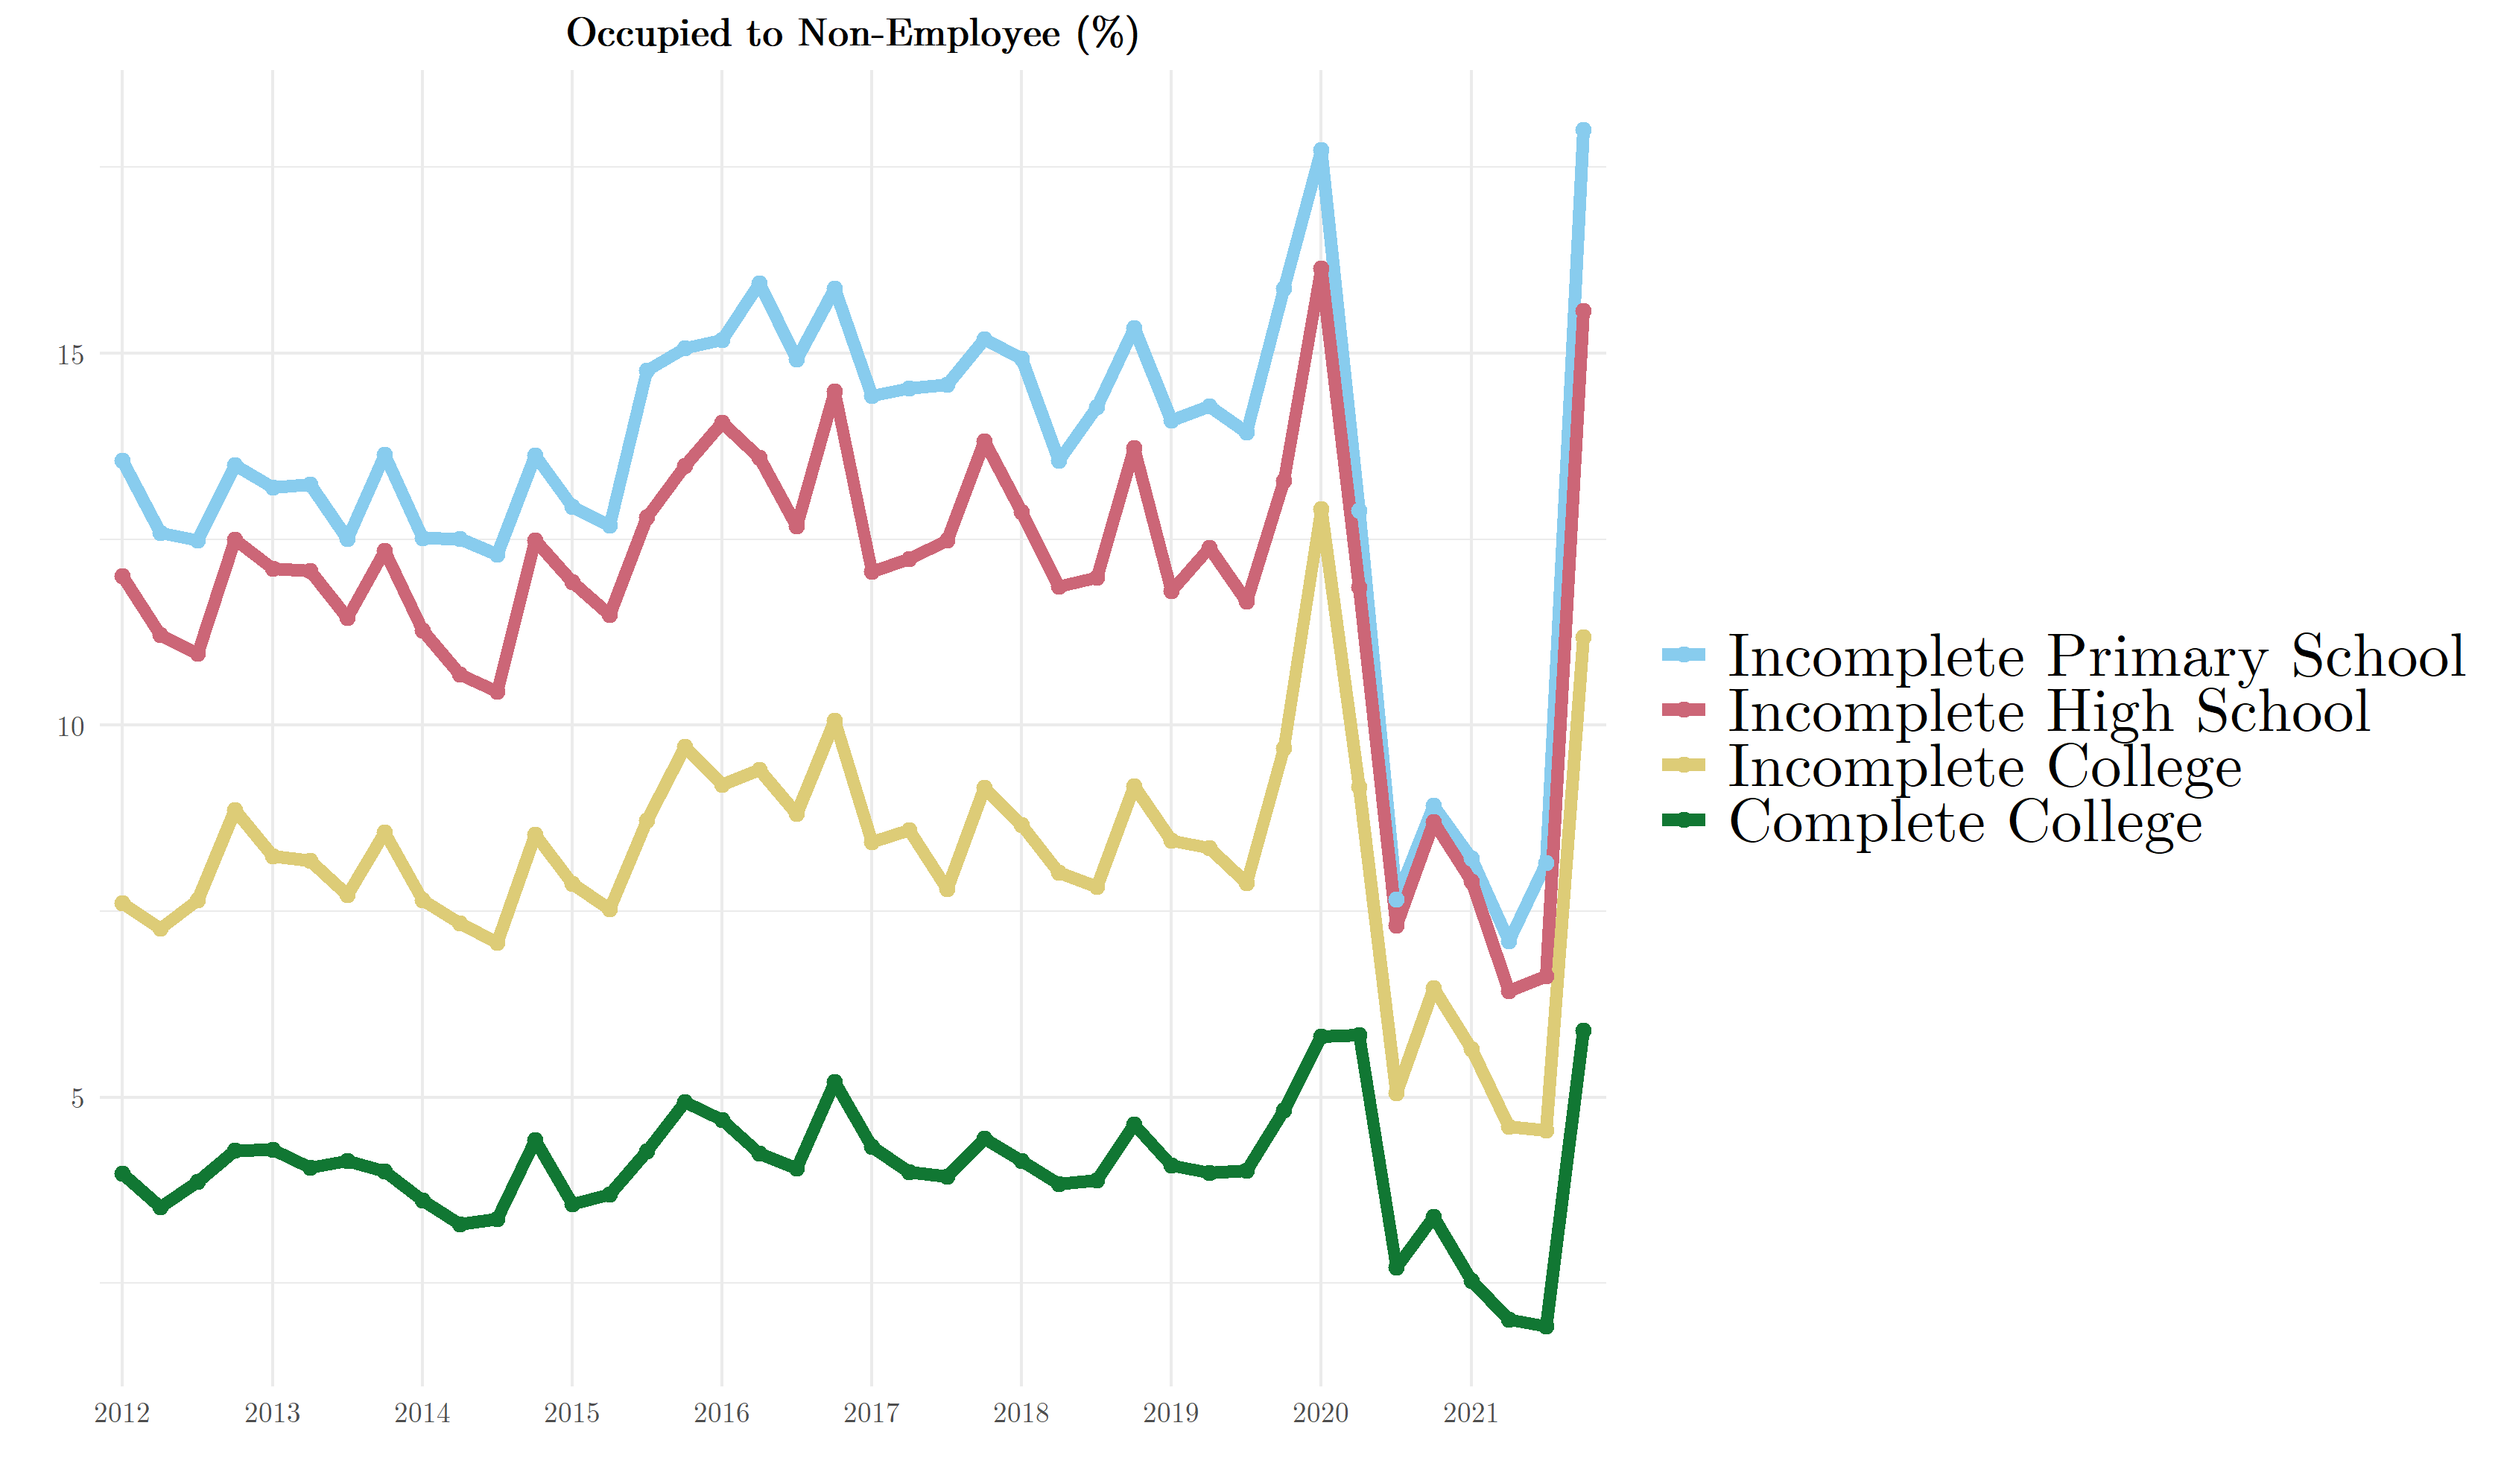 Occupied to Non-Employee (%)
15
10
5
2012 2013 2014 2015 2016 2017 2018 2019 2020 2021
Incomplete Primary School
Incomplete High School
Incomplete College
Complete College